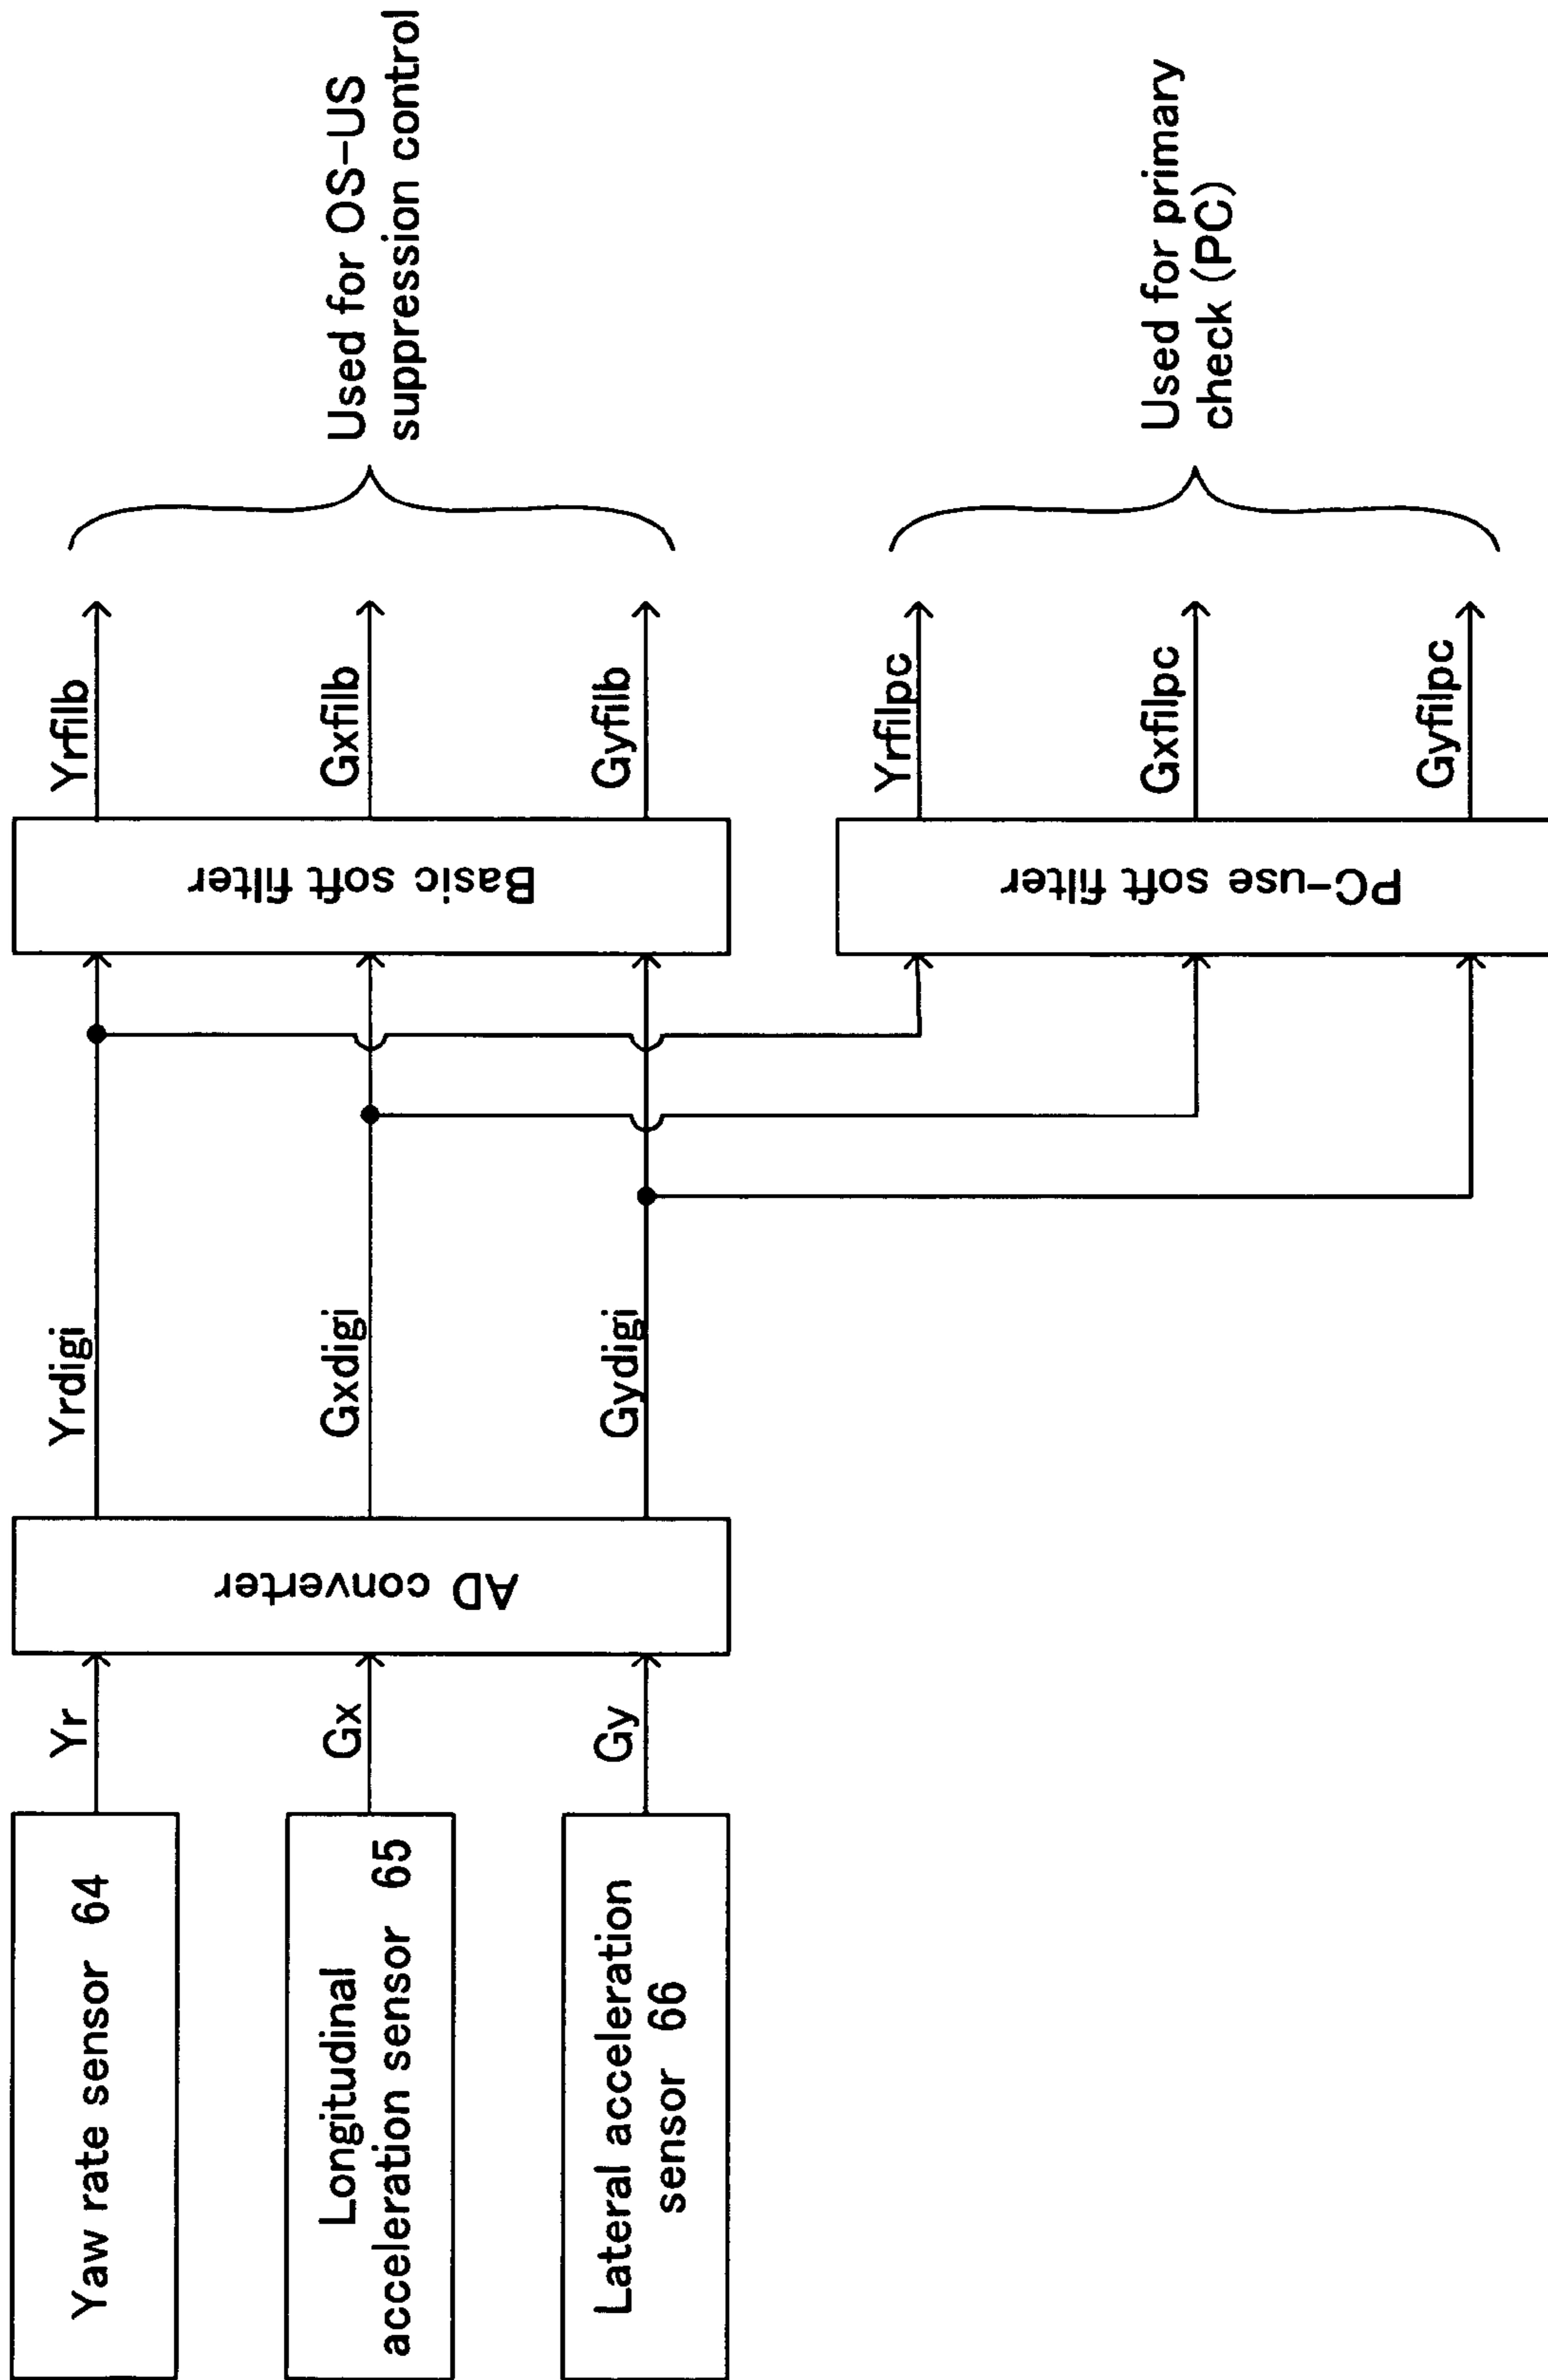 Yaw rate sensor 64
Yr
Longitudinal
acceleration sensor 65
Gx
Lateral acceleration
sensor 66
Gy
AD converter
Yrdigi
Gxdigi
Gydigi
Basic soft filter
Yrfilb
Gxfilb
Gyfilb
Used for OS-US
suppression control
PC-use soft filter
Yrfilpc
Gxfilpc
Gyfilpc
Used for primary
check (PC)